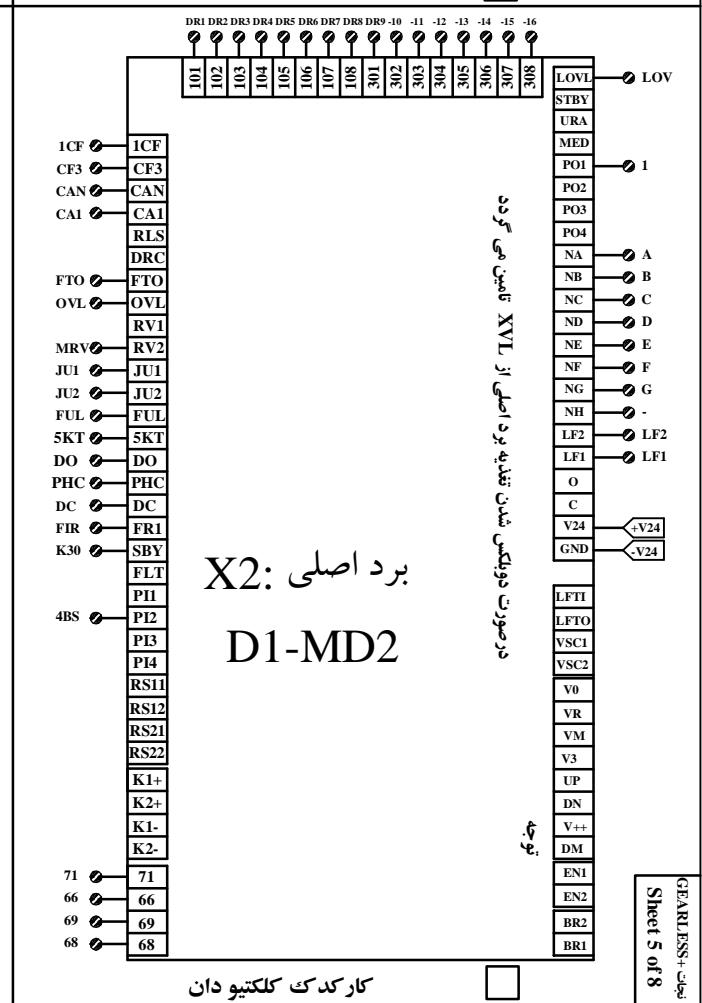 DR1 DR2 DR3 DR4 DR5 DR6 DR7 DR8 DR9 -10 -11 -12 -13 -14 -15 -16
101 102 103 104 105 106 107 108 301 302 303 304 305 306 307 308
1CF 1CF
CF3 CF3
CAN CAN
CA1 CA1
RLS
DRC
FTO FTO
OVL OVL
RV1
MRV RV2
JU1 JU1
JU2 JU2
FUL FUL
5KT 5KT
DO DO
PHC PHC
DC DC
FIR FR1
K30 SBY
FLT
PI1
4BS PI2
PI3
PI4
RS11
RS12
RS21
RS22
K1+
K2+
K1-
K2-
71 71
66 66
69 69
68 68
برد اصلی :X2
D1-MD2
توجه
درصورت دوبلکس شدن تغذیه برد اصلی از XVL تامین می گردد
LOVL LOV
STBY
URA
MED
PO1 1
PO2
PO3
PO4
NA A
NB B
NC C
ND D
NE E
NF F
NG G
NH -
LF2 LF2
LF1 LF1
O
C
V24 +V24
GND -V24
LFTI
LFTO
VSC1
VSC2
V0
VR
VM
V3
UP
DN
V++
DM
EN1
EN2
BR2
BR1
GEARLESS+ نجات
Sheet 5 of 8
کارکدک کلکتیو دان